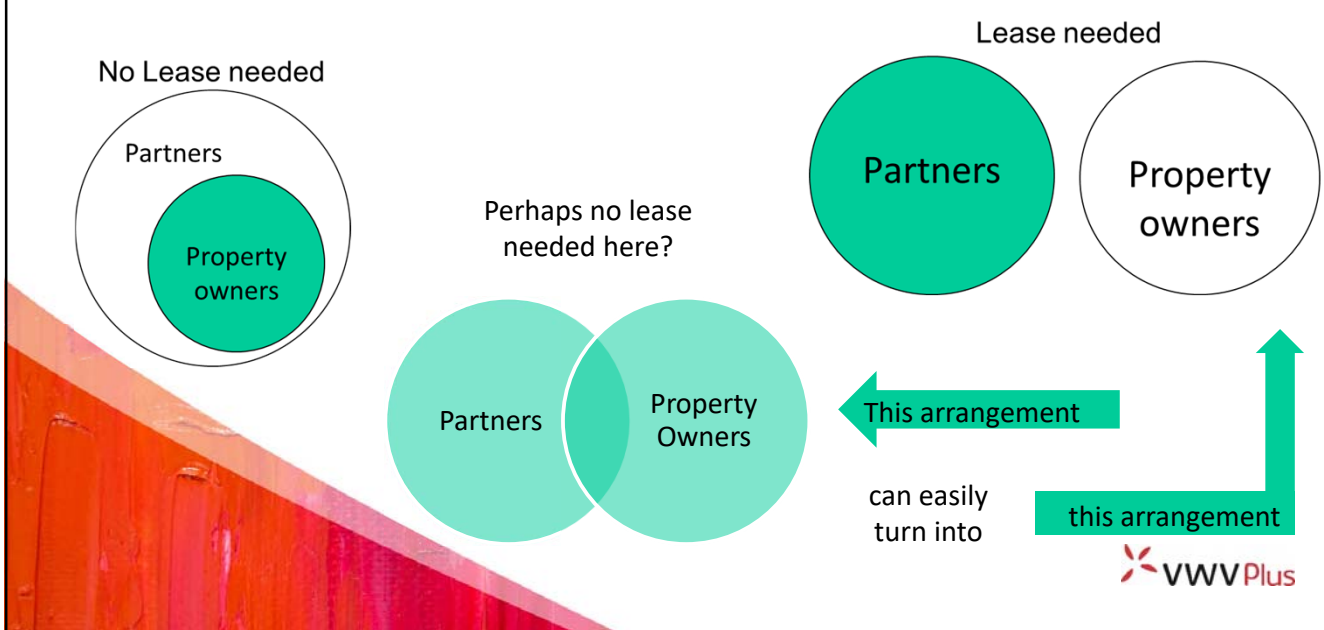 No Lease needed
Partners
Property
owners
Perhaps no lease
needed here?
Partners
Property
Owners
Lease needed
Partners
Property
owners
This arrangement
can easily
turn into
this arrangement
VWV Plus